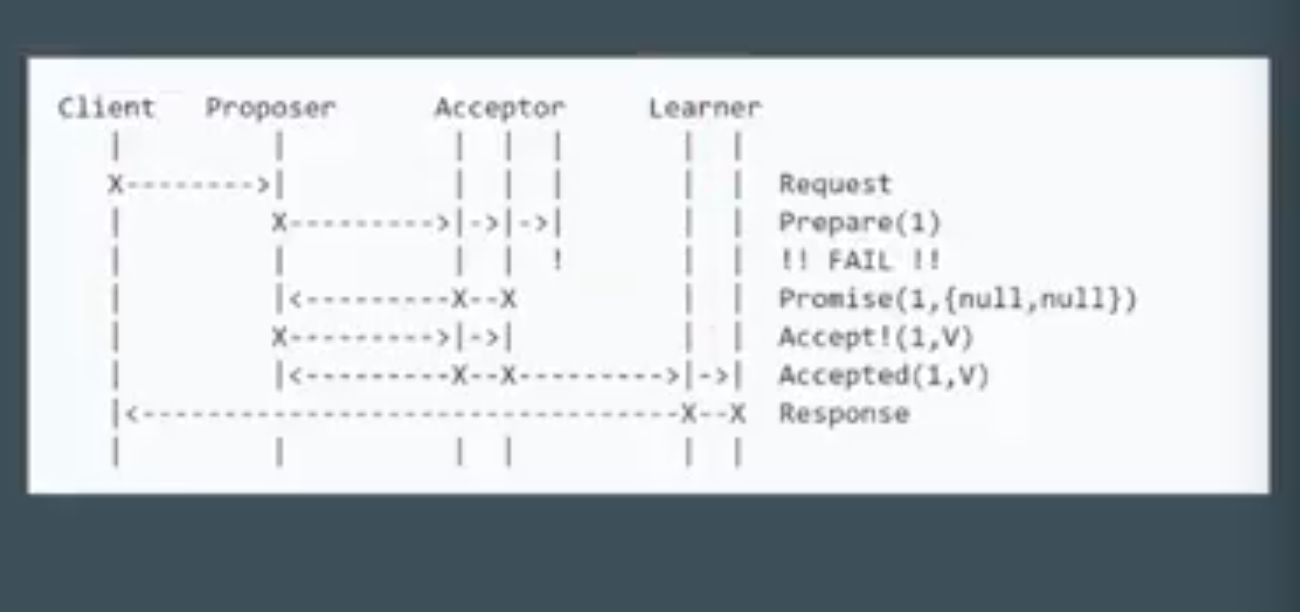 Client   Proposer      Acceptor     Learner
   |         |          |  |  |       |  |
   X-------->|          |  |  |       |  |  Request
   |         X--------->|->|->|       |  |  Prepare(1)
   |         |          |  |  !       |  |  !! FAIL !!
   |         |<---------X--X          |  |  Promise(1,{null,null})
   |         X--------->|->|          |  |  Accept!(1,V)
   |         |<---------X--X--------->|->|  Accepted(1,V)
   |<---------------------------------X--X  Response
   |         |          |  |          |  |